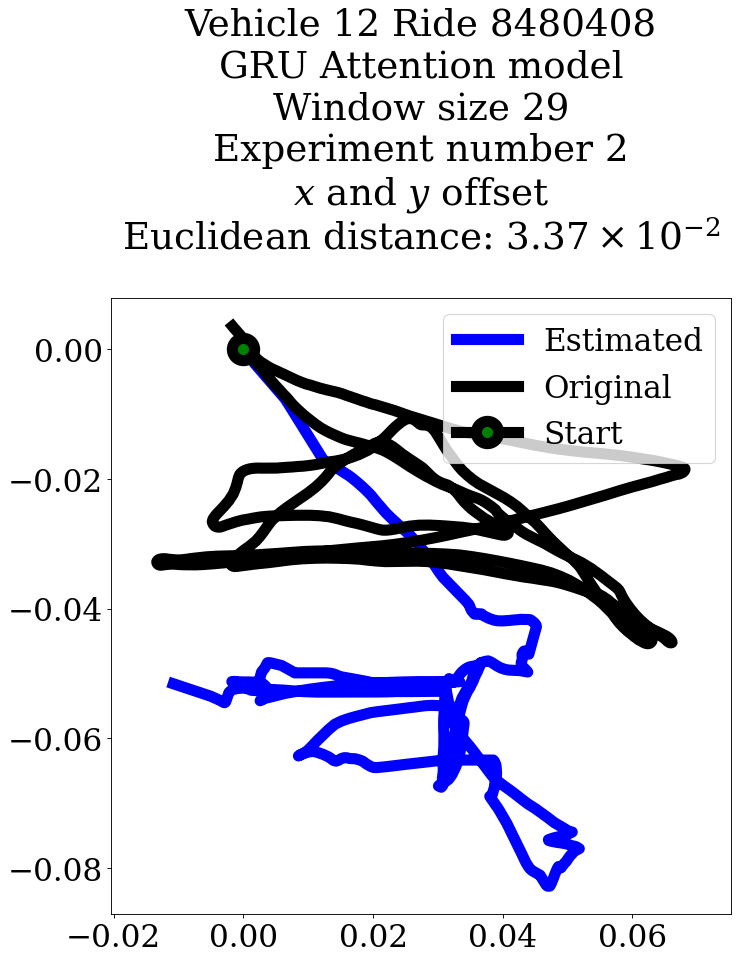 Vehicle 12 Ride 8480408
GRU Attention model
Window size 29
Experiment number 2
x and y offset
Euclidean distance: 3.37 × 10⁻²
Estimated
Original
Start
0.00
−0.02
−0.04
−0.06
−0.08
−0.02 0.00 0.02 0.04 0.06